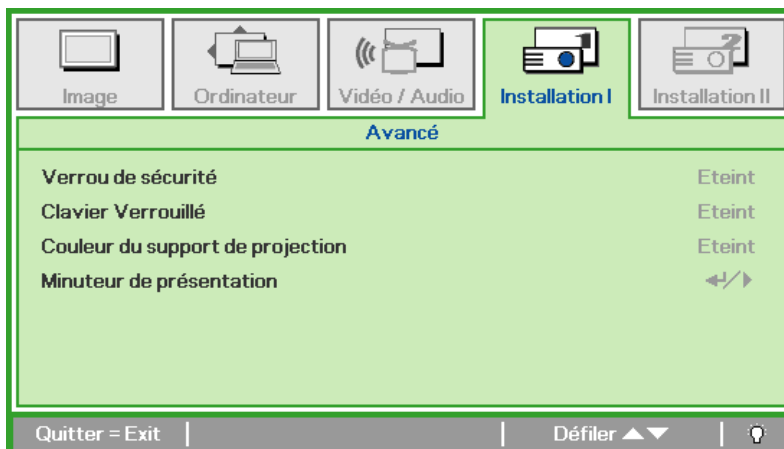 Image
Ordinateur
Vidéo / Audio
Installation I
Installation II
Avancé
Verrou de sécurité Eteint
Clavier Verrouillé Eteint
Couleur du support de projection Eteint
Minuteur de présentation
Quitter = Exit Défiler